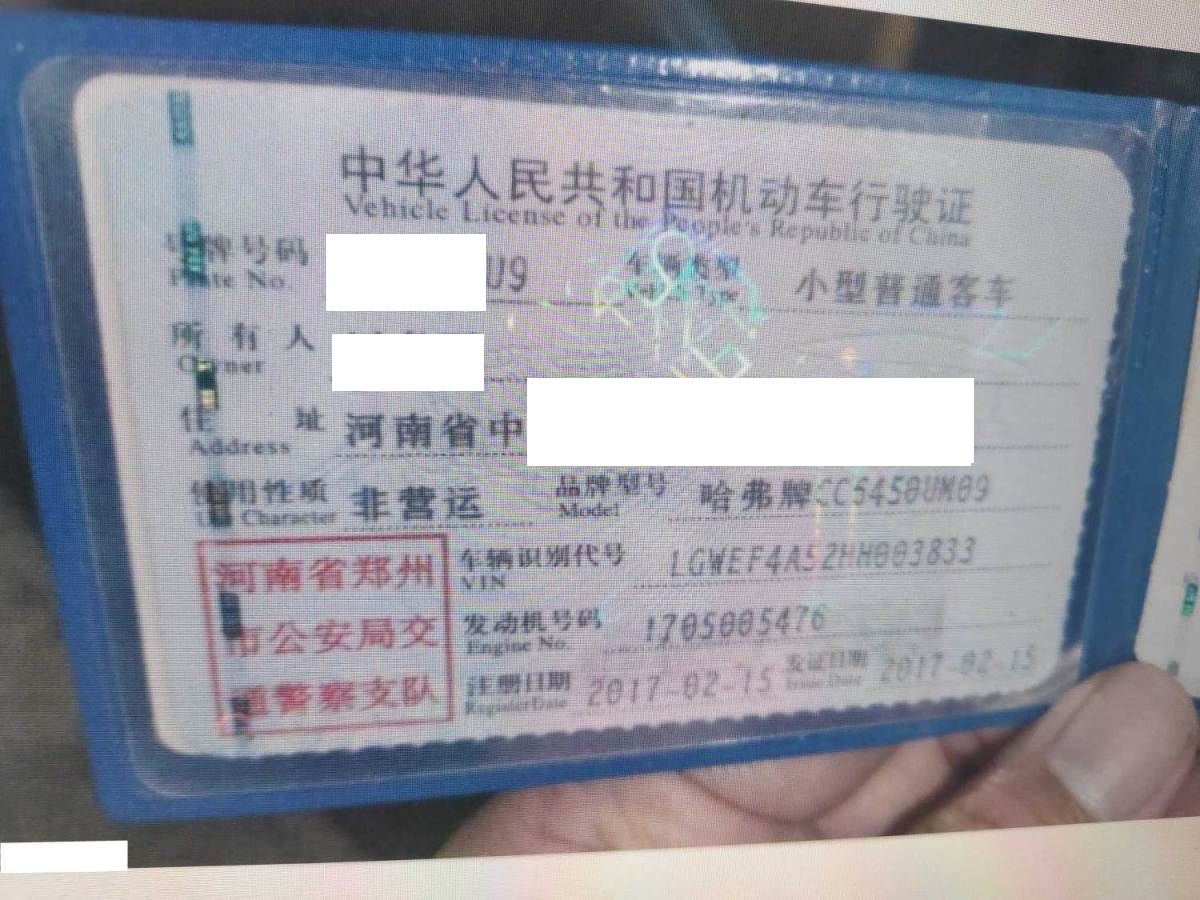 中华人民共和国机动车行驶证
Vehicle License of the People's Republic of China
号牌号码 U9 车辆类型 小型普通客车
Plate No. Vehicle Type
所有人
Owner
住址 河南省中
Address
使用性质 非营运 品牌型号 哈弗牌CC6450UM09
Use Character Model
车辆识别代号 LGWEF4A52HH003833
VIN
发动机号码 1705005476
Engine No.
注册日期 2017-02-15 发证日期 2017-02-15
Register Date Issue Date
河南省郑州
市公安局交
通警察支队